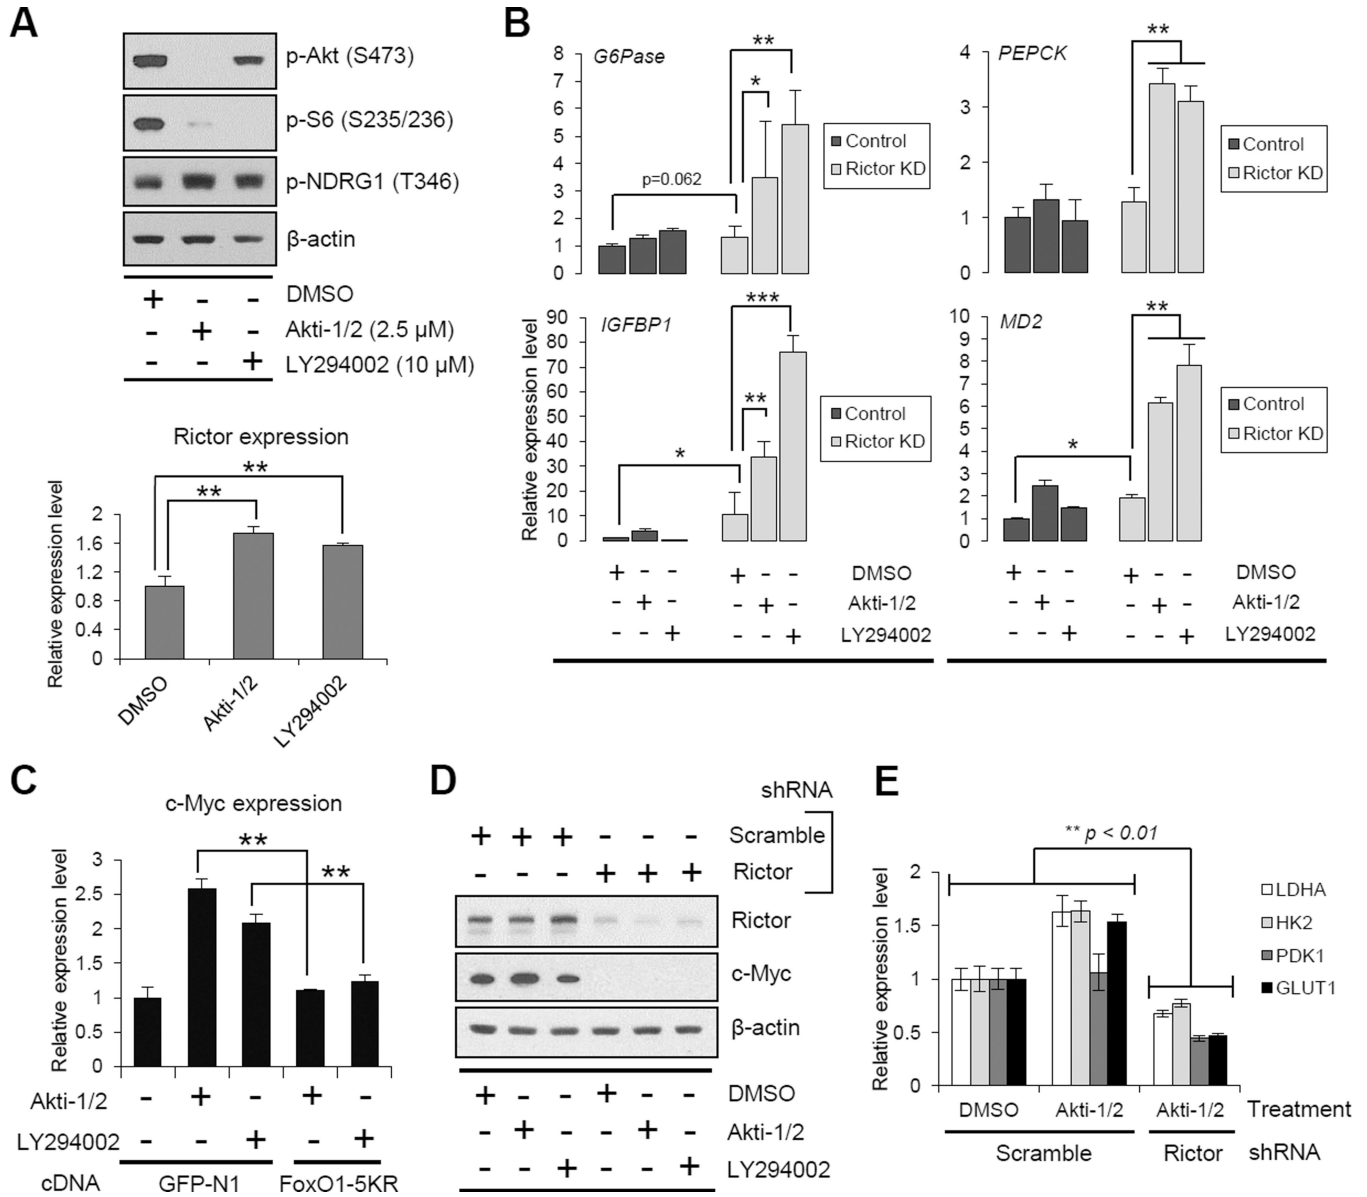 A
p-Akt (S473)
p-S6 (S235/236)
p-NDRG1 (T346)
β-actin
+ - - DMSO
- + - Akti-1/2 (2.5 µM)
- - + LY294002 (10 µM)
Rictor expression
**
**
Relative expression level
2
1.6
1.2
0.8
0.4
0
DMSO
Akti-1/2
LY294002
B
G6Pase
8
7
6
5
4
3
2
1
0
**
*
p=0.062
Control
Rictor KD
PEPCK
4
3
2
1
0
**
Control
Rictor KD
Relative expression level
IGFBP1
90
80
70
60
50
40
30
20
10
0
***
**
*
Control
Rictor KD
MD2
10
9
8
7
6
5
4
3
2
1
0
**
*
Control
Rictor KD
+ - - + - - DMSO
- + - - + - Akti-1/2
- - + - - + LY294002
+ - - + - - DMSO
- + - - + - Akti-1/2
- - + - - + LY294002
C
c-Myc expression
**
**
Relative expression level
3
2.5
2
1.5
1
0.5
0
Akti-1/2 - + - + -
LY294002 - - + - +
cDNA GFP-N1 FoxO1-5KR
D
shRNA
+ + + - - - Scramble
- - - + + + Rictor
Rictor
c-Myc
β-actin
+ - - + - - DMSO
- + - - + - Akti-1/2
- - + - - + LY294002
E
** p < 0.01
Relative expression level
2
1.5
1
0.5
0
LDHA
HK2
PDK1
GLUT1
DMSO Akti-1/2 Akti-1/2 Treatment
Scramble Rictor shRNA